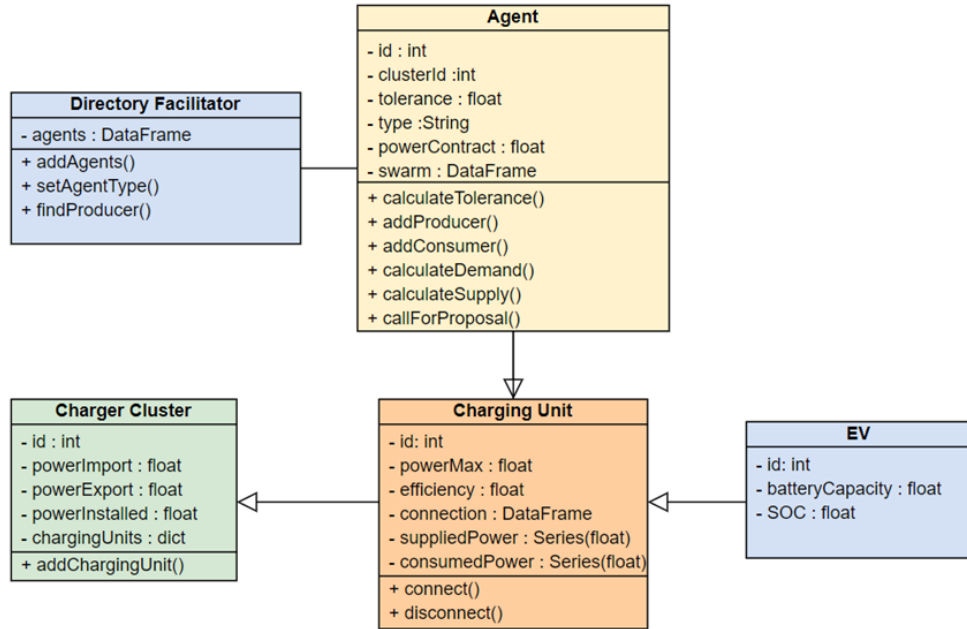 Agent
- id : int
- clusterId :int
- tolerance : float
- type :String
- powerContract : float
- swarm : DataFrame
+ calculateTolerance()
+ addProducer()
+ addConsumer()
+ calculateDemand()
+ calculateSupply()
+ callForProposal()
Directory Facilitator
- agents : DataFrame
+ addAgents()
+ setAgentType()
+ findProducer()
Charger Cluster
- id : int
- powerImport : float
- powerExport : float
- powerInstalled : float
- chargingUnits : dict
+ addChargingUnit()
Charging Unit
- id: int
- powerMax : float
- efficiency : float
- connection : DataFrame
- suppliedPower : Series(float)
- consumedPower : Series(float)
+ connect()
+ disconnect()
EV
- id: int
- batteryCapacity : float
- SOC : float